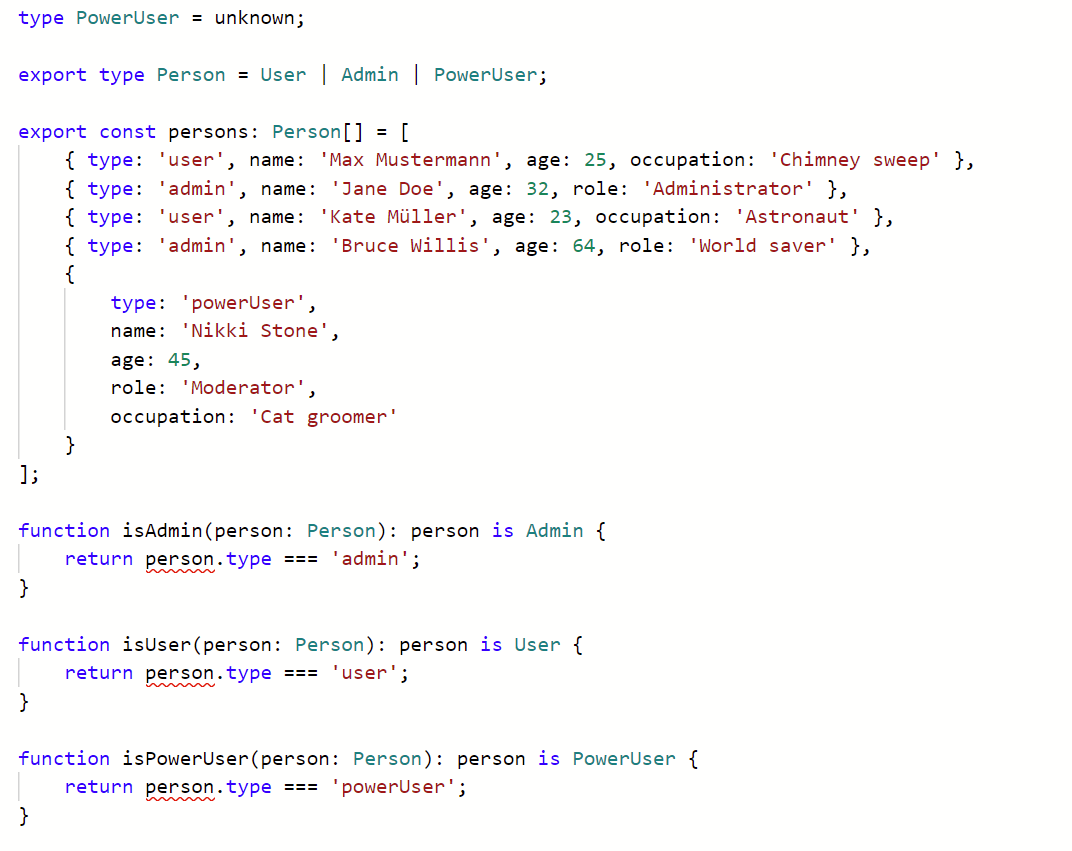 type PowerUser = unknown;
export type Person = User | Admin | PowerUser;
export const persons: Person[] = [
{ type: 'user', name: 'Max Mustermann', age: 25, occupation: 'Chimney sweep' },
{ type: 'admin', name: 'Jane Doe', age: 32, role: 'Administrator' },
{ type: 'user', name: 'Kate Müller', age: 23, occupation: 'Astronaut' },
{ type: 'admin', name: 'Bruce Willis', age: 64, role: 'World saver' },
{
type: 'powerUser',
name: 'Nikki Stone',
age: 45,
role: 'Moderator',
occupation: 'Cat groomer'
}
];
function isAdmin(person: Person): person is Admin {
return person.type === 'admin';
}
function isUser(person: Person): person is User {
return person.type === 'user';
}
function isPowerUser(person: Person): person is PowerUser {
return person.type === 'powerUser';
}